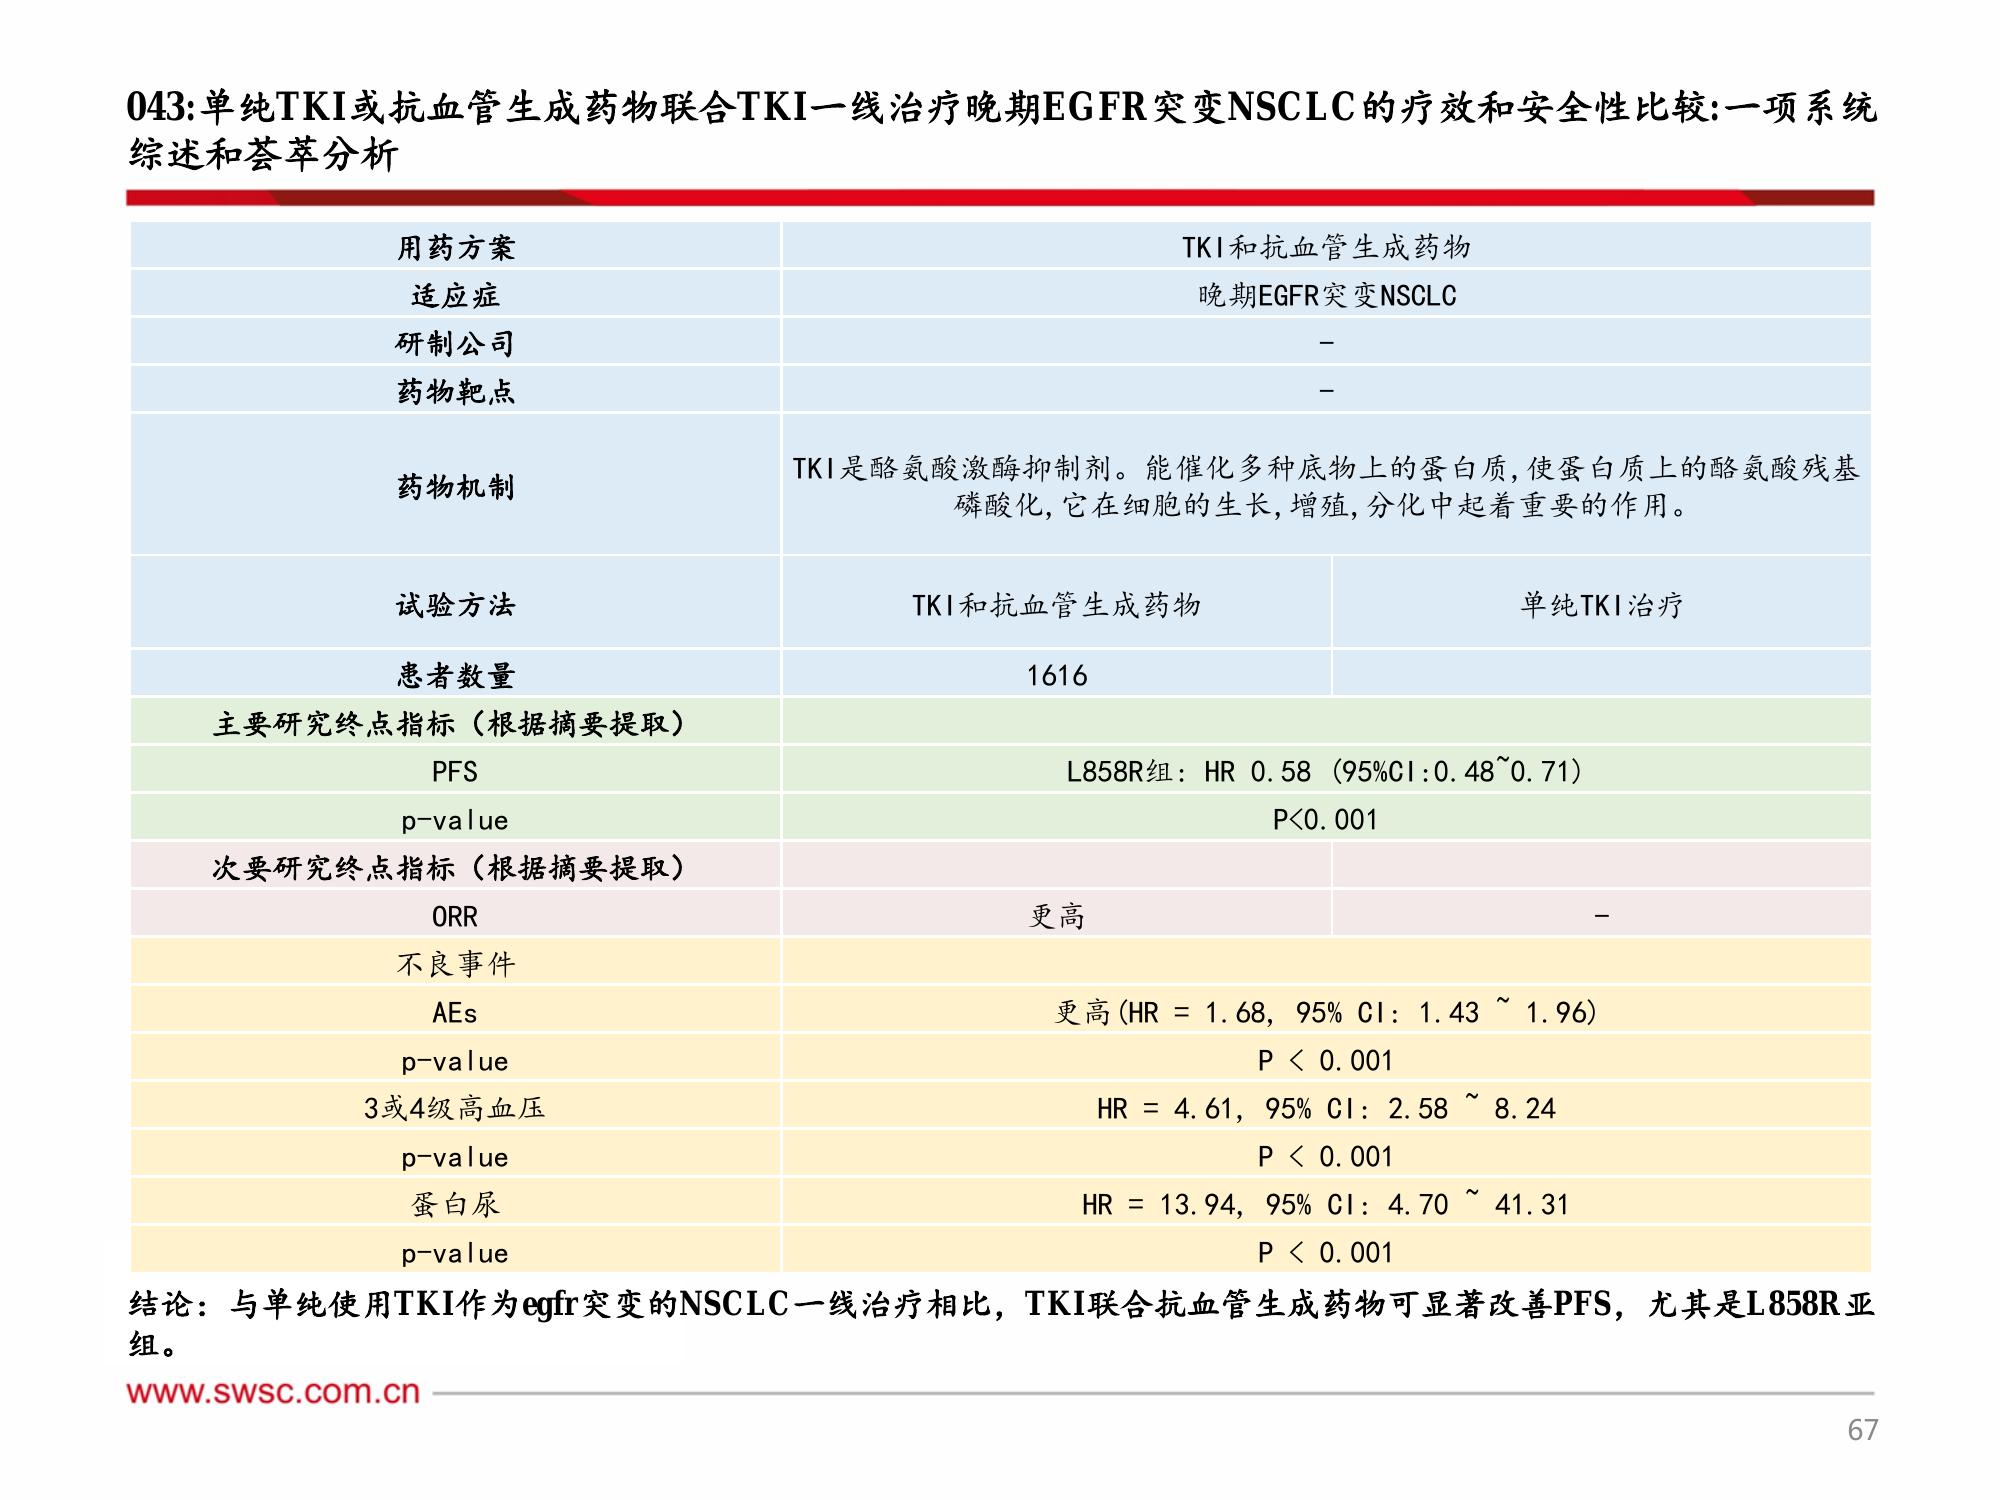 043:单纯TKI或抗血管生成药物联合TKI一线治疗晚期EGFR突变NSCLC的疗效和安全性比较:一项系统
综述和荟萃分析
用药方案 TKI和抗血管生成药物
适应症 晚期EGFR突变NSCLC
研制公司 -
药物靶点 -
药物机制 TKI是酪氨酸激酶抑制剂。能催化多种底物上的蛋白质,使蛋白质上的酪氨酸残基
磷酸化,它在细胞的生长,增殖,分化中起着重要的作用。
试验方法 TKI和抗血管生成药物 单纯TKI治疗
患者数量 1616
主要研究终点指标（根据摘要提取）
PFS L858R组: HR 0.58 (95%CI:0.48~0.71)
p-value P<0.001
次要研究终点指标（根据摘要提取）
ORR 更高 -
不良事件
AEs 更高(HR = 1.68, 95% CI: 1.43 ~ 1.96)
p-value P < 0.001
3或4级高血压 HR = 4.61, 95% CI: 2.58 ~ 8.24
p-value P < 0.001
蛋白尿 HR = 13.94, 95% CI: 4.70 ~ 41.31
p-value P < 0.001
结论：与单纯使用TKI作为egfr突变的NSCLC一线治疗相比，TKI联合抗血管生成药物可显著改善PFS，尤其是L858R亚
组。
www.swsc.com.cn
67